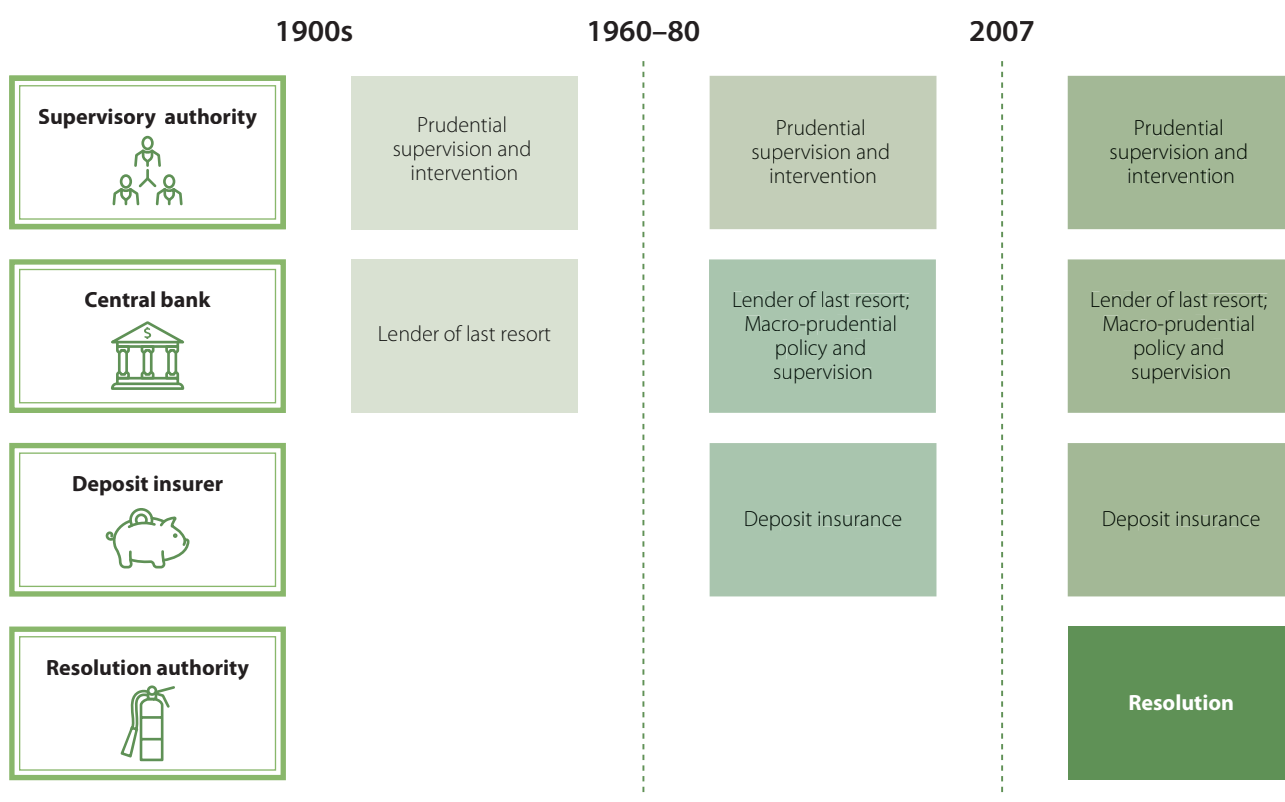 1900s
1960–80
2007
Supervisory authority
Prudential
supervision and
intervention
Prudential
supervision and
intervention
Prudential
supervision and
intervention
Central bank
$
Lender of last resort
Lender of last resort;
Macro-prudential
policy and
supervision
Lender of last resort;
Macro-prudential
policy and
supervision
Deposit insurer
Deposit insurance
Deposit insurance
Resolution authority
Resolution